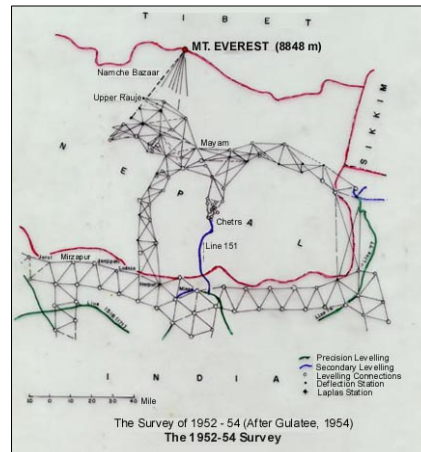 T I B E T
MT. EVEREST (8848 m)
Namche Bazaar
Upper Rauje
SIKKIM
Mayam
N E P A L
Chetra
Line 151
Mirzapur
I N D I A
Precision Levelling
Secondary Levelling
Levelling Connections
Deflection Station
Laplas Station
Mile
The Survey of 1952 - 54 (After Gulatee, 1954)
The 1952-54 Survey